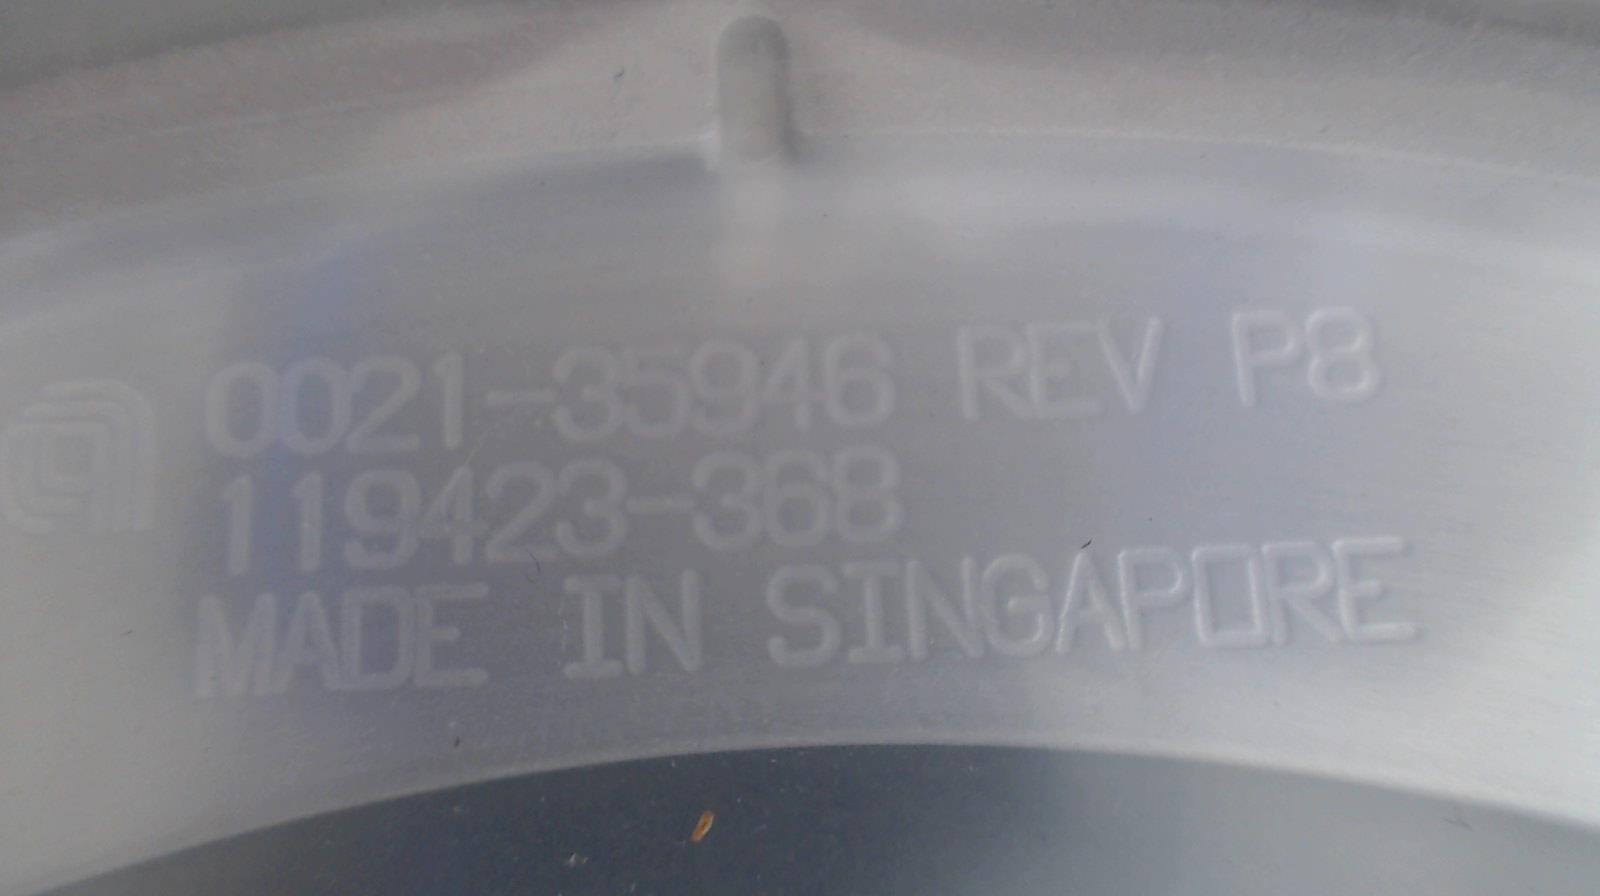 0021-35946 REV P8
119423-368
MADE IN SINGAPORE